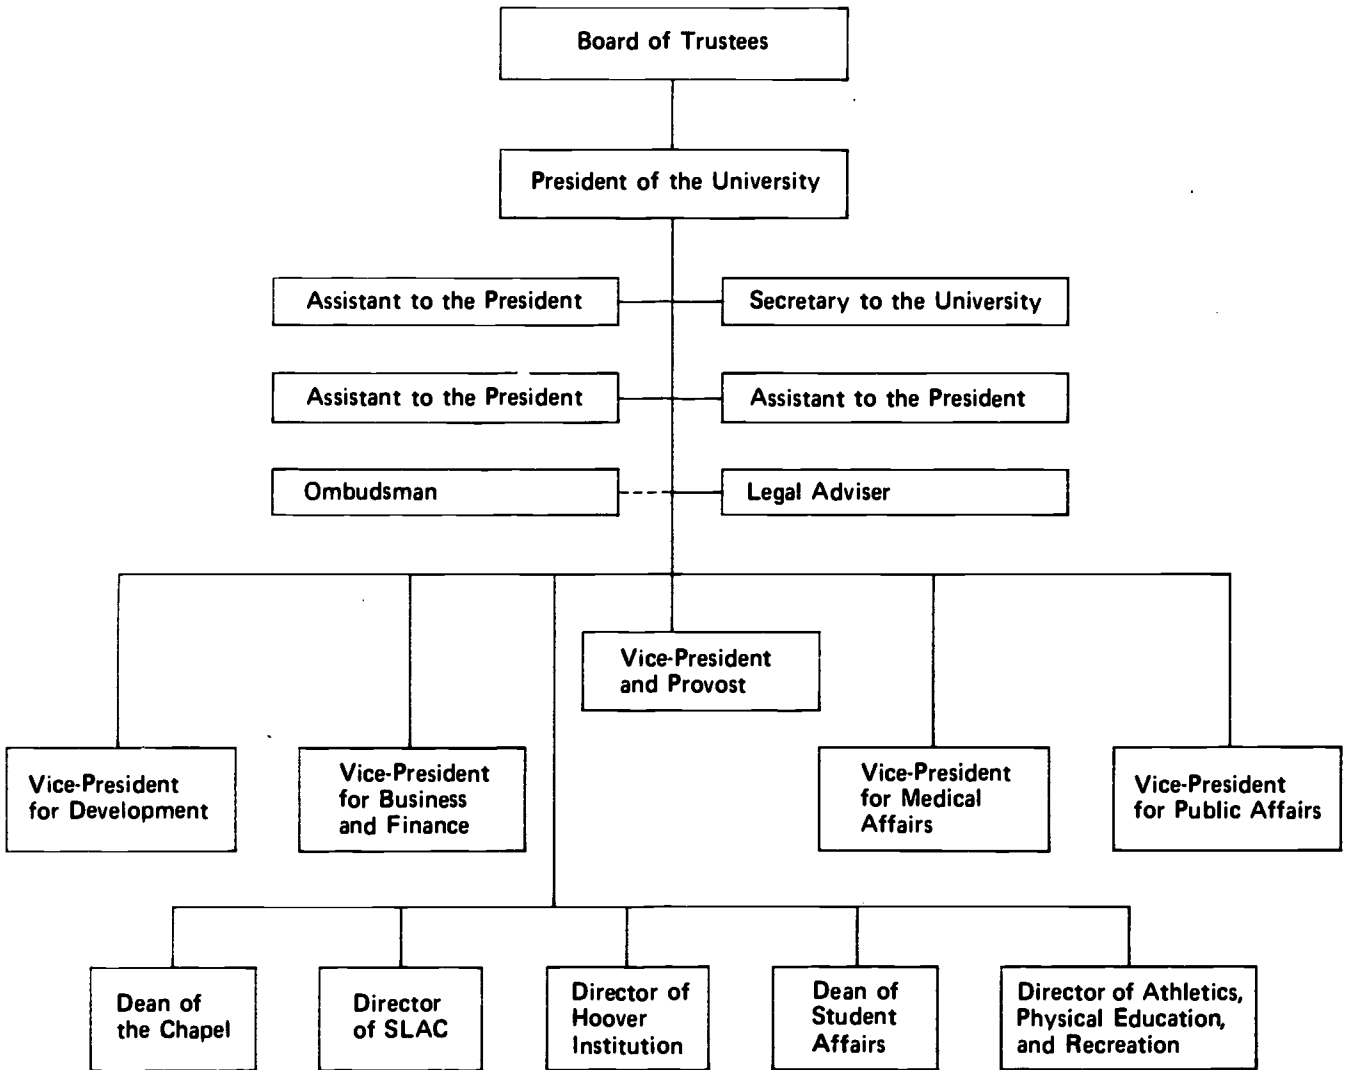 Board of Trustees
President of the University
Assistant to the President
Secretary to the University
Assistant to the President
Assistant to the President
Ombudsman
Legal Adviser
Vice-President
and Provost
Vice-President
for Development
Vice-President
for Business
and Finance
Vice-President
for Medical
Affairs
Vice-President
for Public Affairs
Dean of
the Chapel
Director
of SLAC
Director of
Hoover
Institution
Dean of
Student
Affairs
Director of Athletics,
Physical Education,
and Recreation